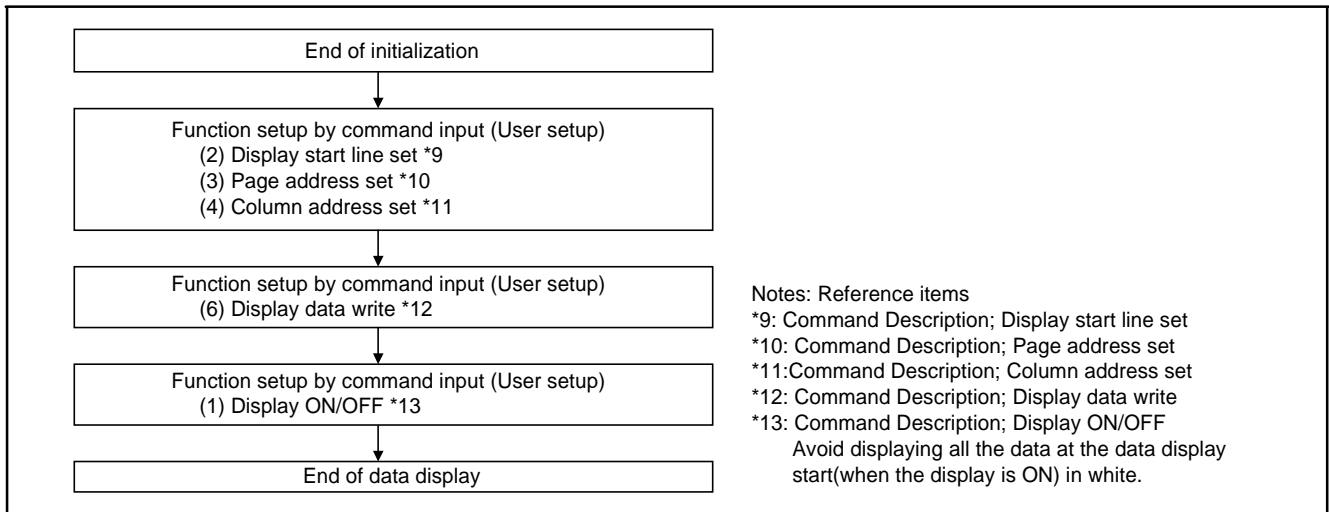 End of initialization
Function setup by command input (User setup)
(2) Display start line set *9
(3) Page address set *10
(4) Column address set *11
Function setup by command input (User setup)
(6) Display data write *12
Function setup by command input (User setup)
(1) Display ON/OFF *13
End of data display
Notes: Reference items
*9: Command Description; Display start line set
*10: Command Description; Page address set
*11:Command Description; Column address set
*12: Command Description; Display data write
*13: Command Description; Display ON/OFF
Avoid displaying all the data at the data display
start(when the display is ON) in white.